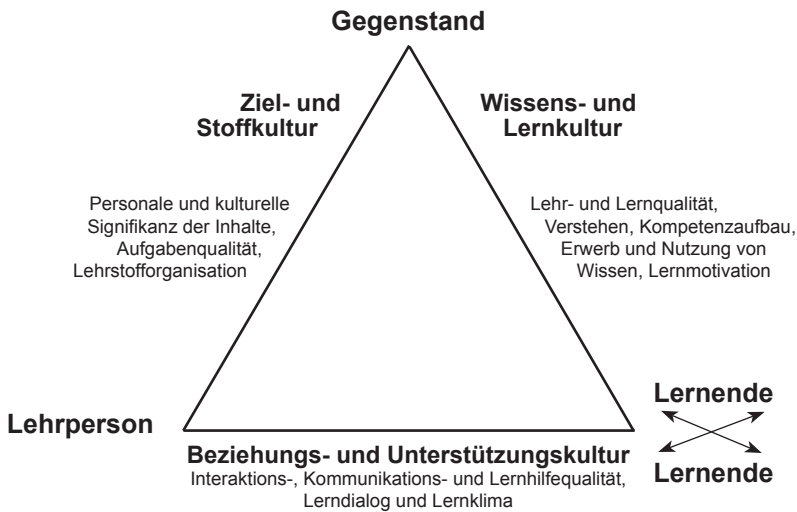 Gegenstand
Ziel- und
Stoffkultur
Wissens- und
Lernkultur
Personale und kulturelle
Signifikanz der Inhalte,
Aufgabenqualität,
Lehrstofforganisation
Lehr- und Lernqualität,
Verstehen, Kompetenzaufbau,
Erwerb und Nutzung von
Wissen, Lernmotivation
Lehrperson
Lernende
Lernende
Beziehungs- und Unterstützungskultur
Interaktions-, Kommunikations- und Lernhilfequalität,
Lerndialog und Lernklima